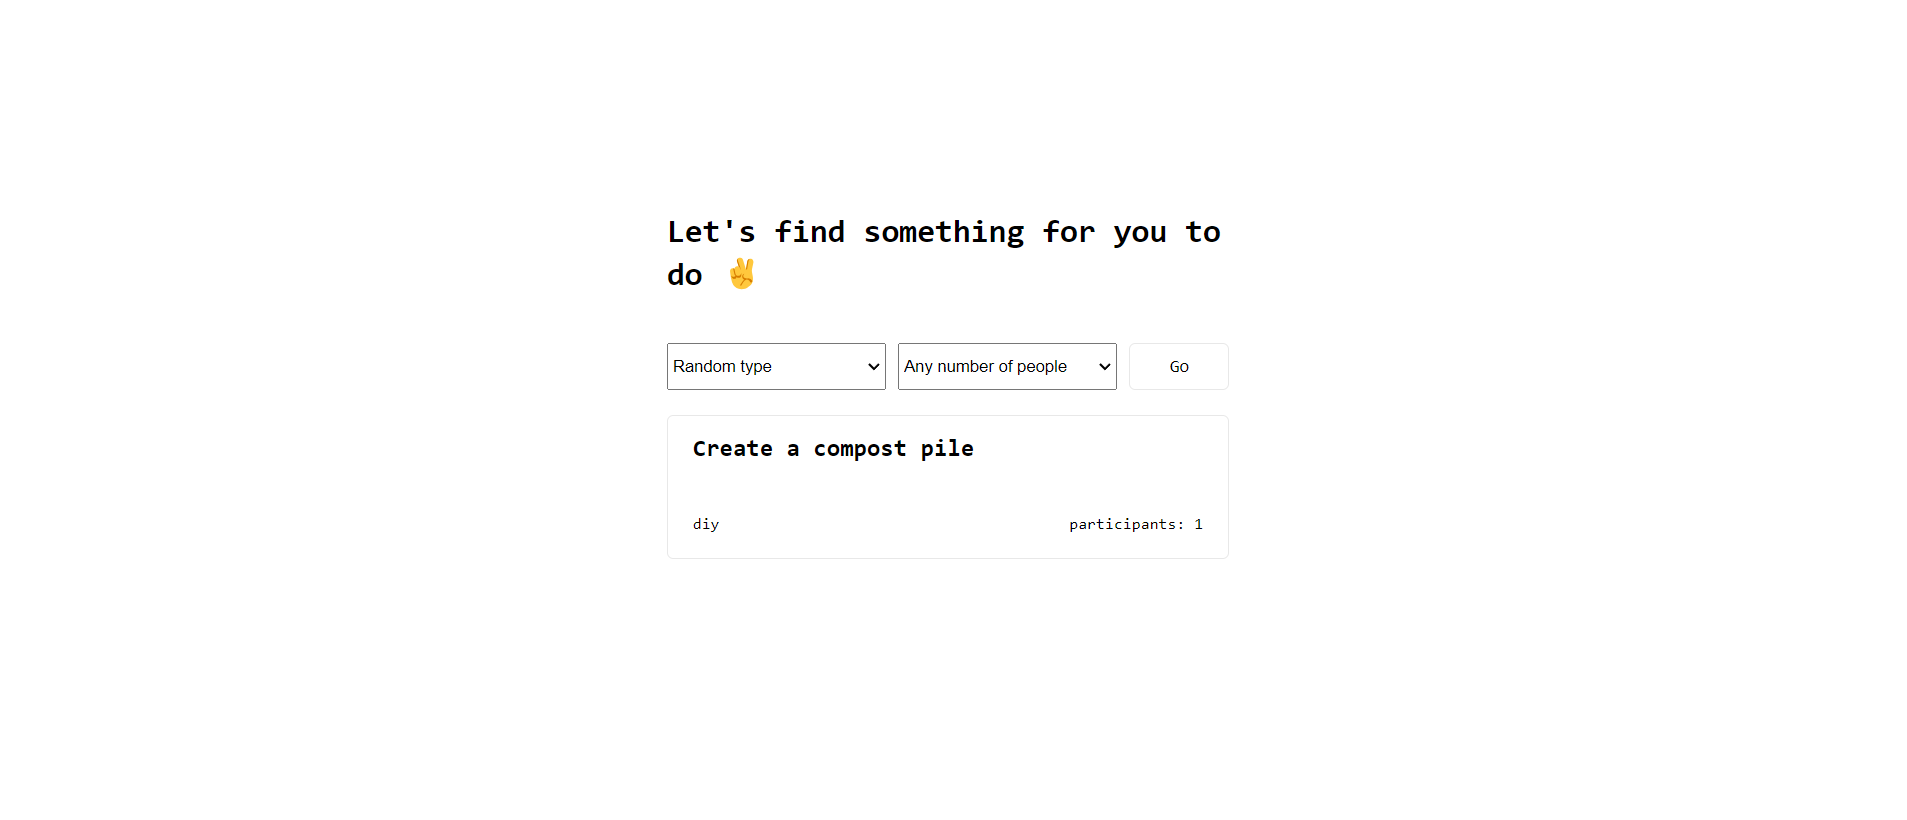 Let's find something for you to
do ✌
Random type
Any number of people
Go
Create a compost pile
diy
participants: 1